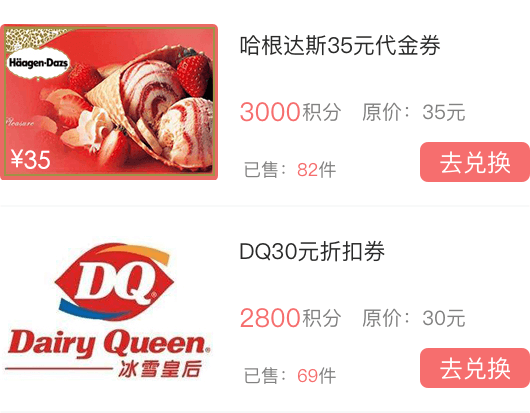 哈根达斯35元代金券
Häagen-Dazs
Pleasure
¥35
3000积分 原价：35元
已售：82件
去兑换
DQ30元折扣券
DQ®
Dairy Queen®
冰雪皇后
2800积分 原价：30元
已售：69件
去兑换